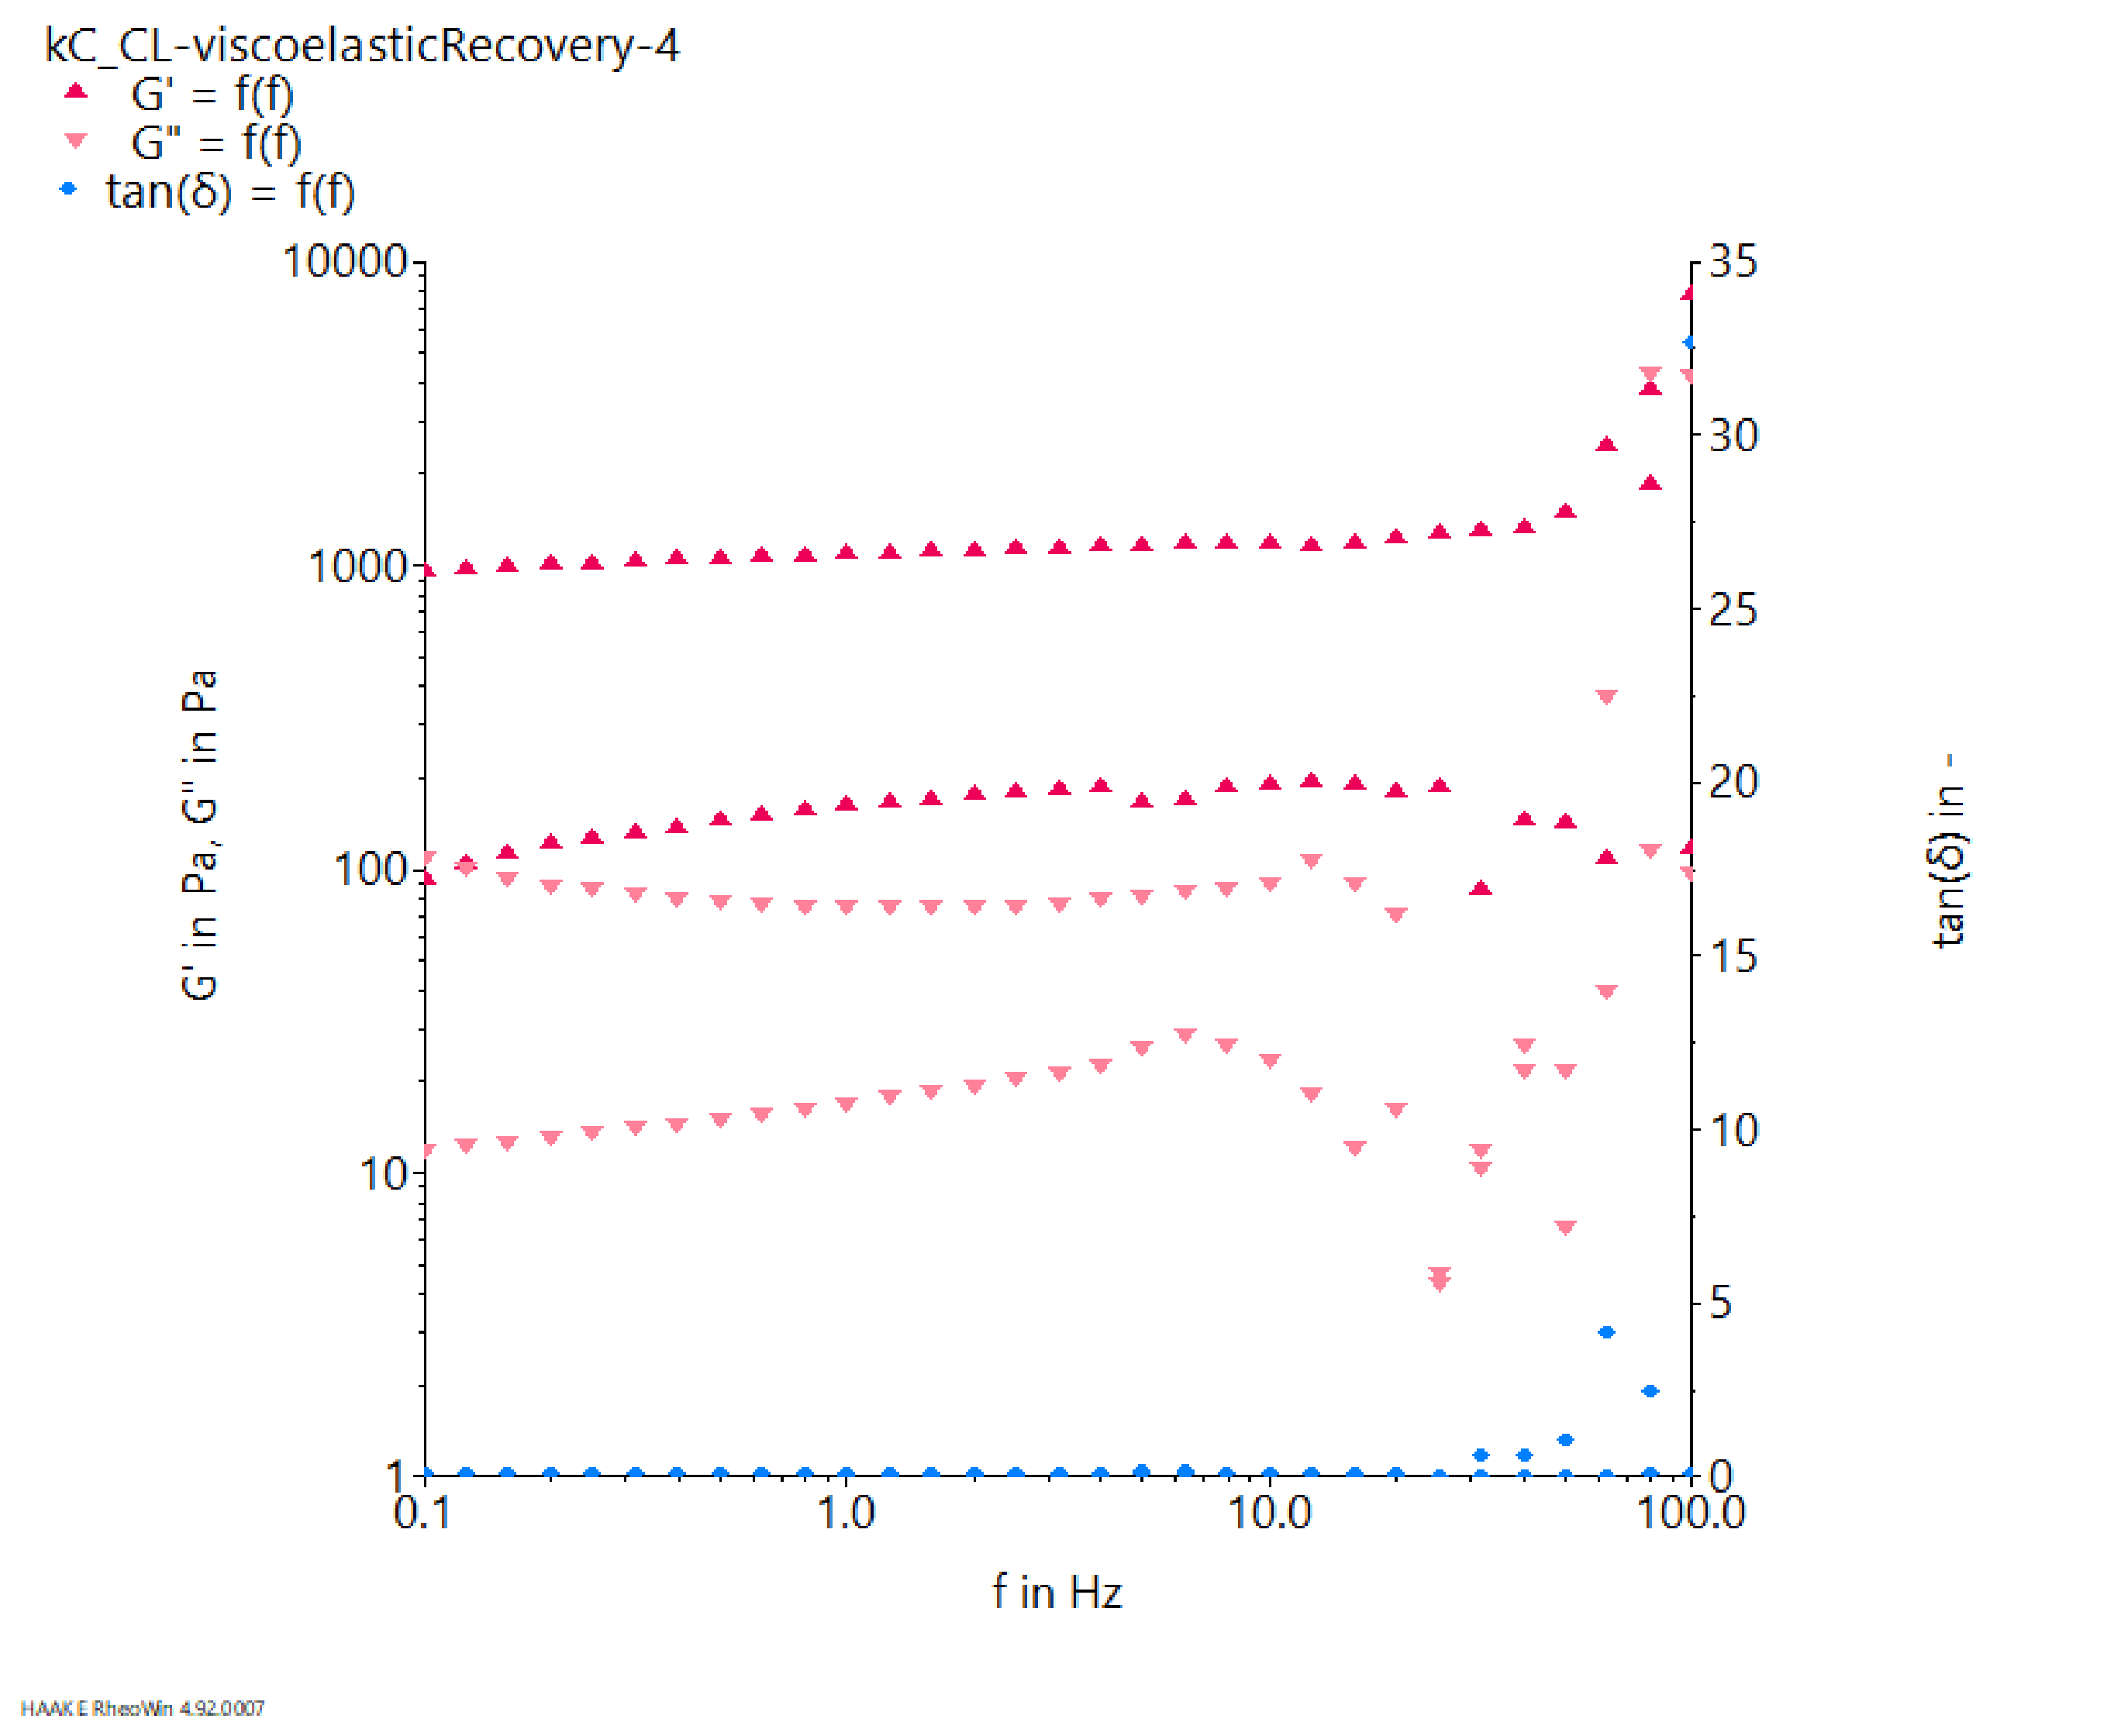 kC_CL-viscoelasticRecovery-4
G' = f(f)
G" = f(f)
tan(δ) = f(f)
10000
1000
100
10
1
G' in Pa, G" in Pa
35
30
25
20
15
10
5
0
tan(δ) in -
0.1
1.0
10.0
100.0
f in Hz
HAAKE RheoWin 4.92.0007